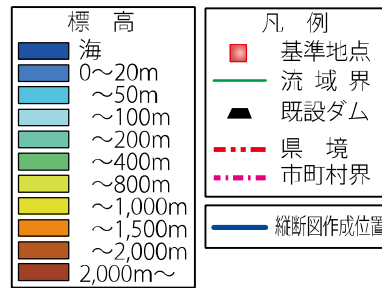 標高
海
0〜20m
〜50m
〜100m
〜200m
〜400m
〜800m
〜1,000m
〜1,500m
〜2,000m
2,000m〜
凡例
基準地点
流域界
既設ダム
県境
市町村界
縦断図作成位置